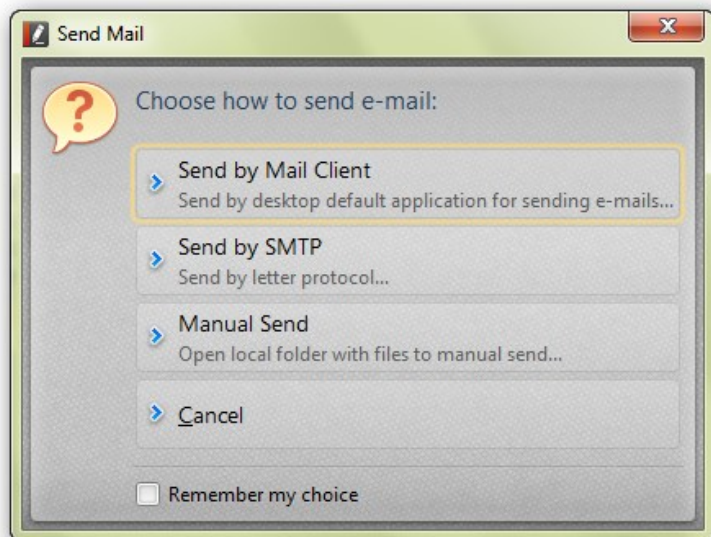 Send Mail
Choose how to send e-mail:
Send by Mail Client
Send by desktop default application for sending e-mails...
Send by SMTP
Send by letter protocol...
Manual Send
Open local folder with files to manual send...
Cancel
Remember my choice